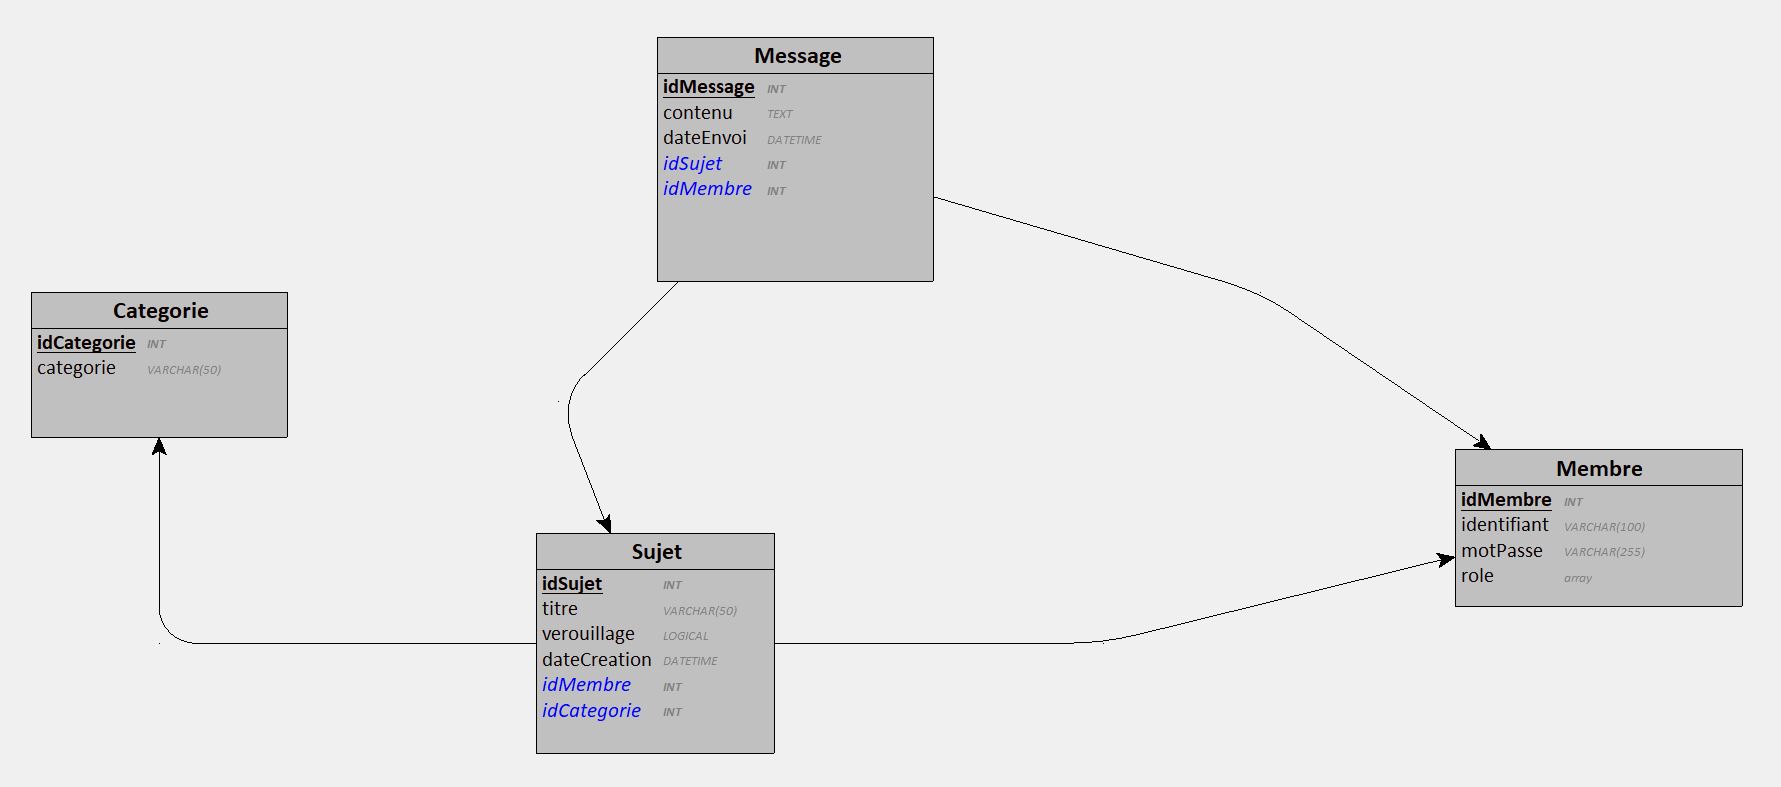 Message
idMessage INT
contenu TEXT
dateEnvoi DATETIME
idSujet INT
idMembre INT
Categorie
idCategorie INT
categorie VARCHAR(50)
Membre
idMembre INT
identifiant VARCHAR(100)
motPasse VARCHAR(255)
role array
Sujet
idSujet INT
titre VARCHAR(50)
verouillage LOGICAL
dateCreation DATETIME
idMembre INT
idCategorie INT